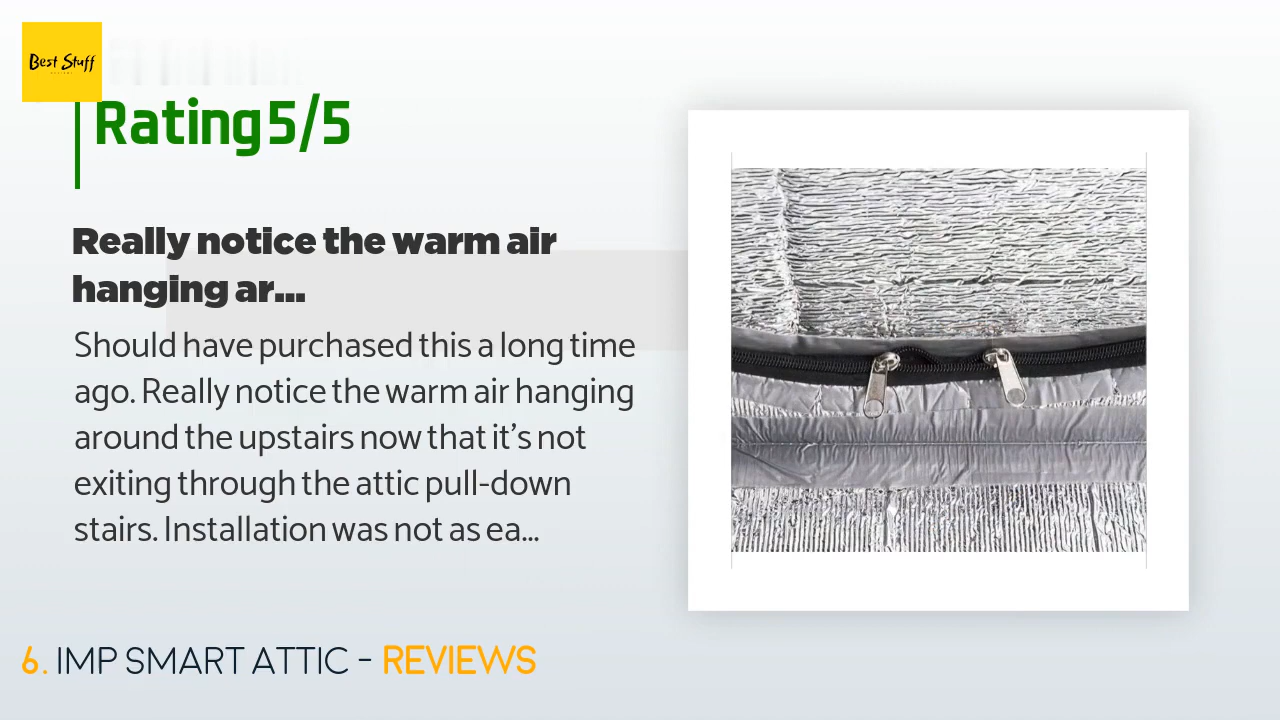 Best Stuff
Rating 5/5
Really notice the warm air
hanging ar...
Should have purchased this a long time
ago. Really notice the warm air hanging
around the upstairs now that it’s not
exiting through the attic pull-down
stairs. Installation was not as ea...
6. IMP SMART ATTIC - REVIEWS